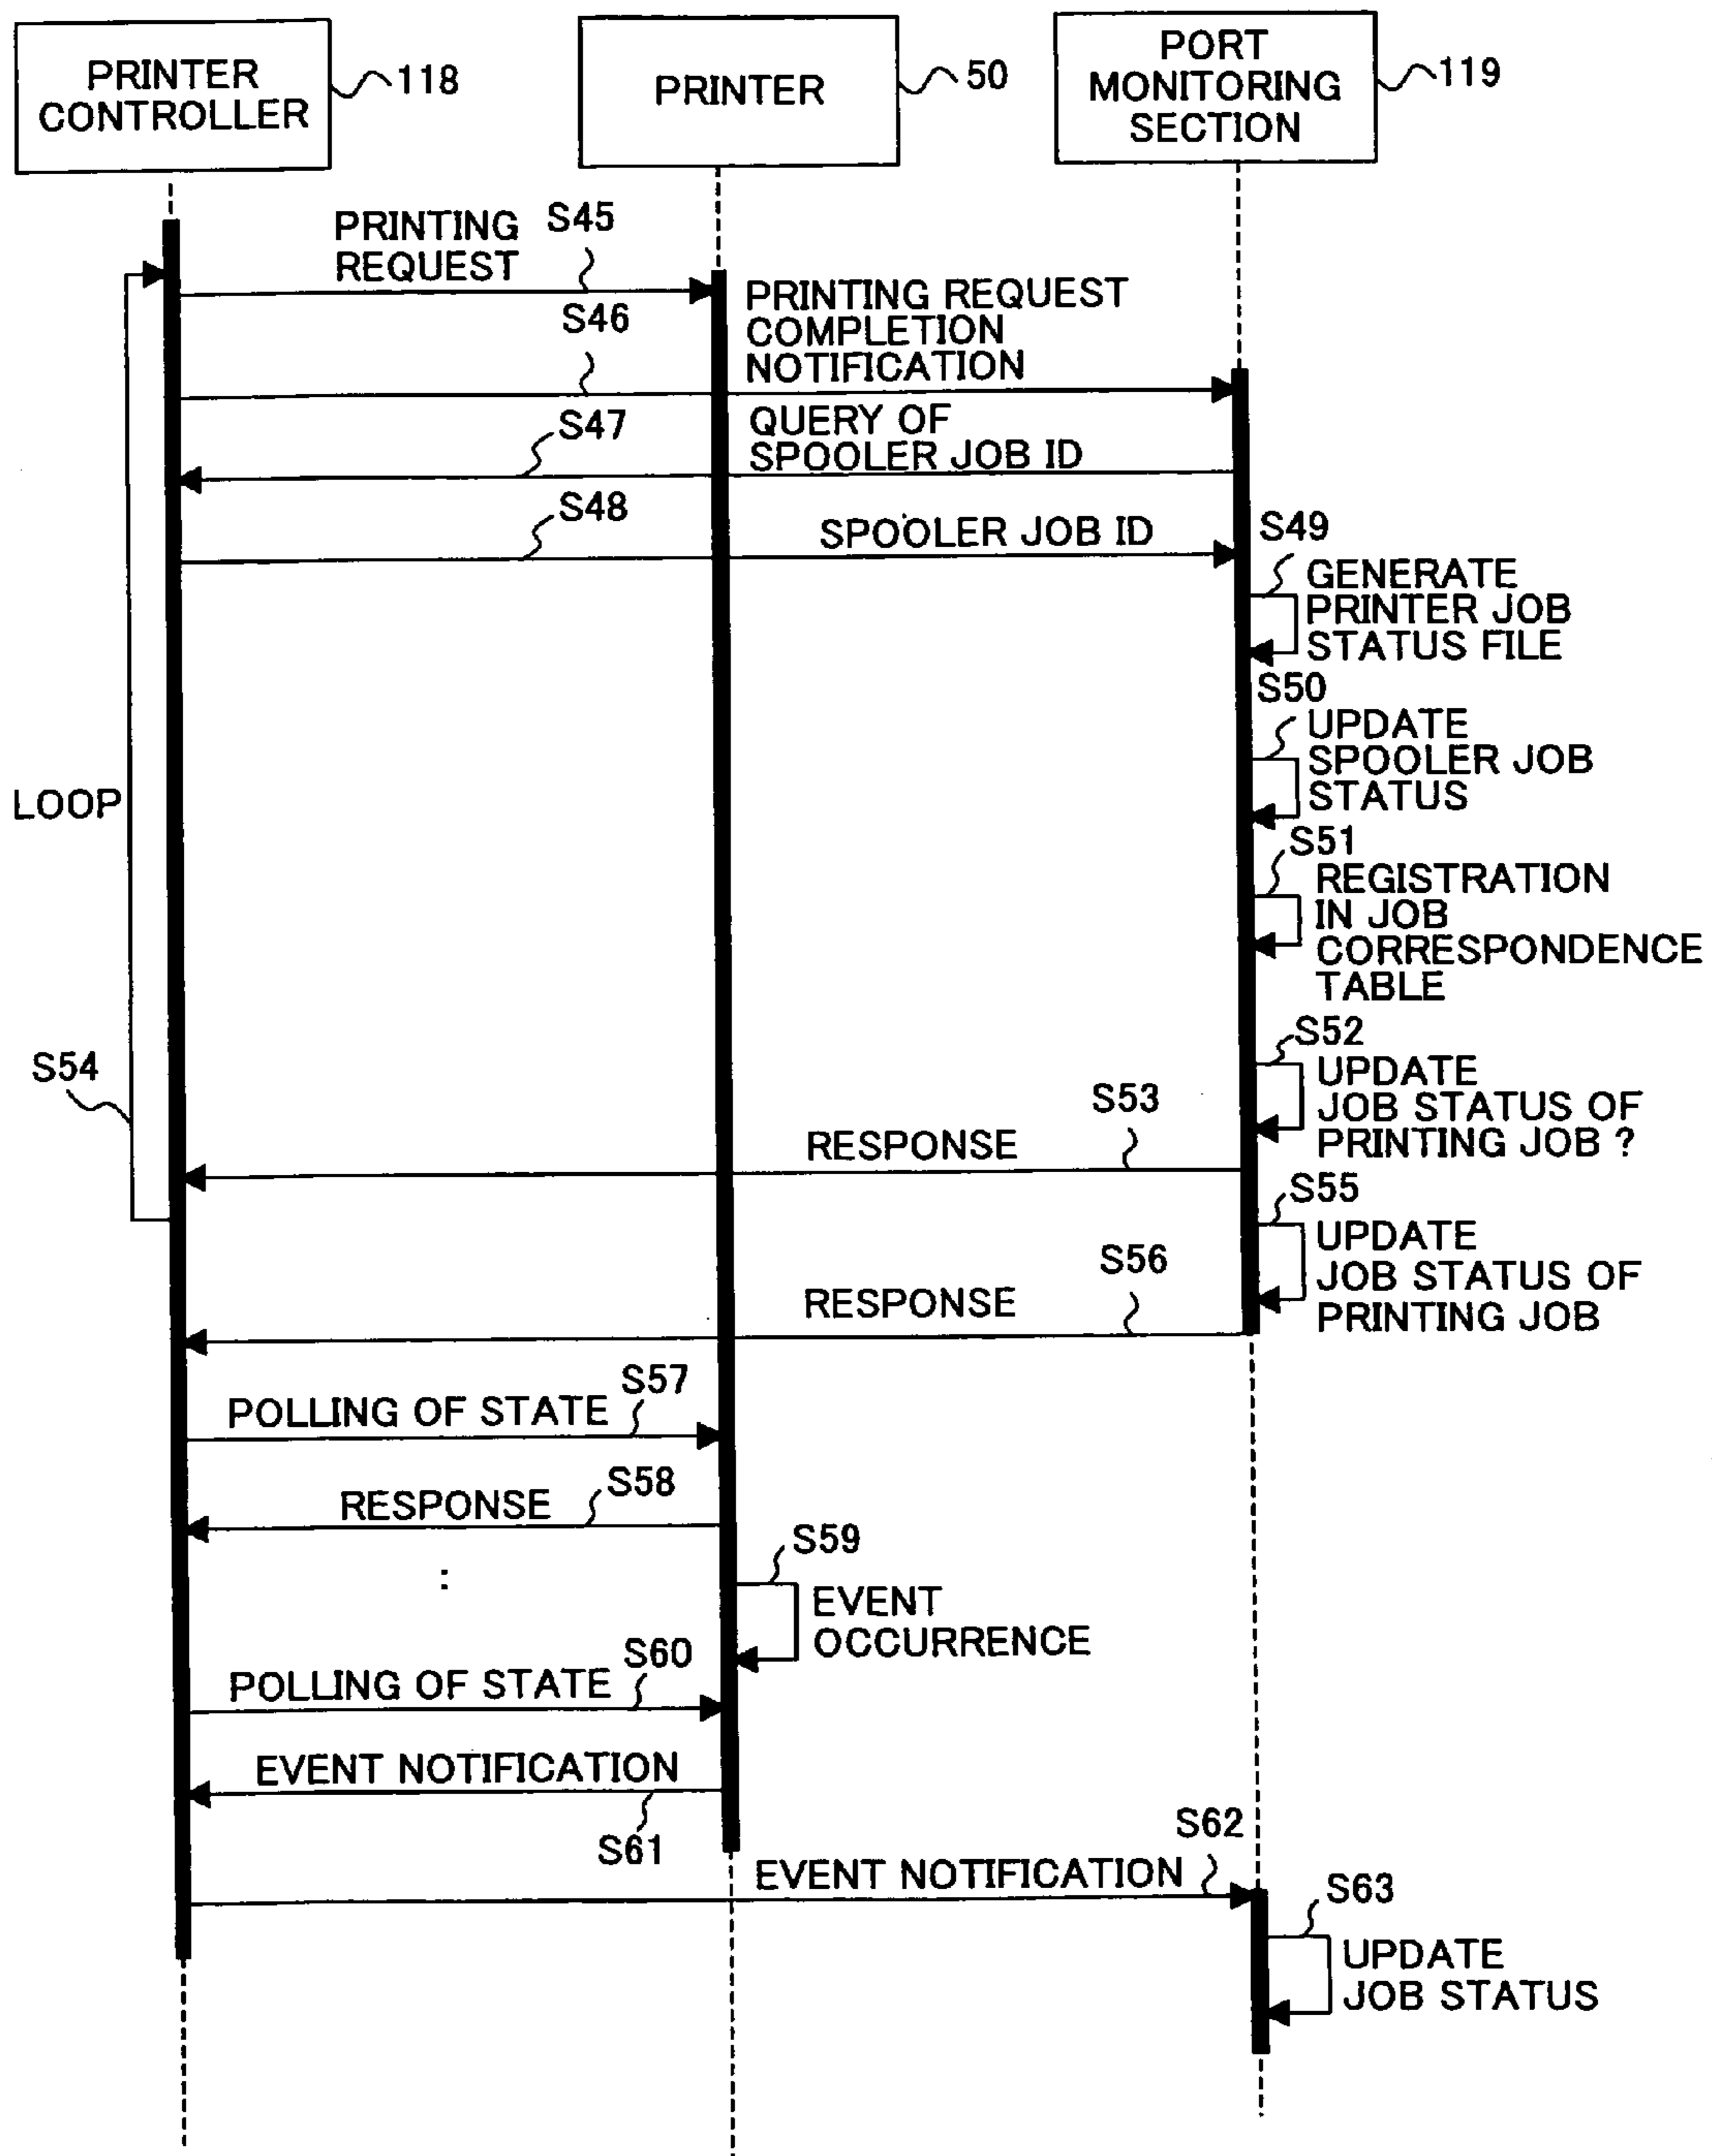 PRINTER
CONTROLLER
118
PRINTER
50
PORT
MONITORING
SECTION
119
PRINTING
REQUEST
S45
S46
PRINTING REQUEST
COMPLETION
NOTIFICATION
S47
QUERY OF
SPOOLER JOB ID
S48
SPOOLER JOB ID
S49
GENERATE
PRINTER JOB
STATUS FILE
S50
UPDATE
SPOOLER JOB
STATUS
LOOP
S51
REGISTRATION
IN JOB
CORRESPONDENCE
TABLE
S52
UPDATE
JOB STATUS OF
PRINTING JOB ?
S54
S53
RESPONSE
S55
UPDATE
JOB STATUS OF
PRINTING JOB
S56
RESPONSE
S57
POLLING OF STATE
S58
RESPONSE
:
S59
EVENT
OCCURRENCE
S60
POLLING OF STATE
EVENT NOTIFICATION
S61
S62
EVENT NOTIFICATION
S63
UPDATE
JOB STATUS